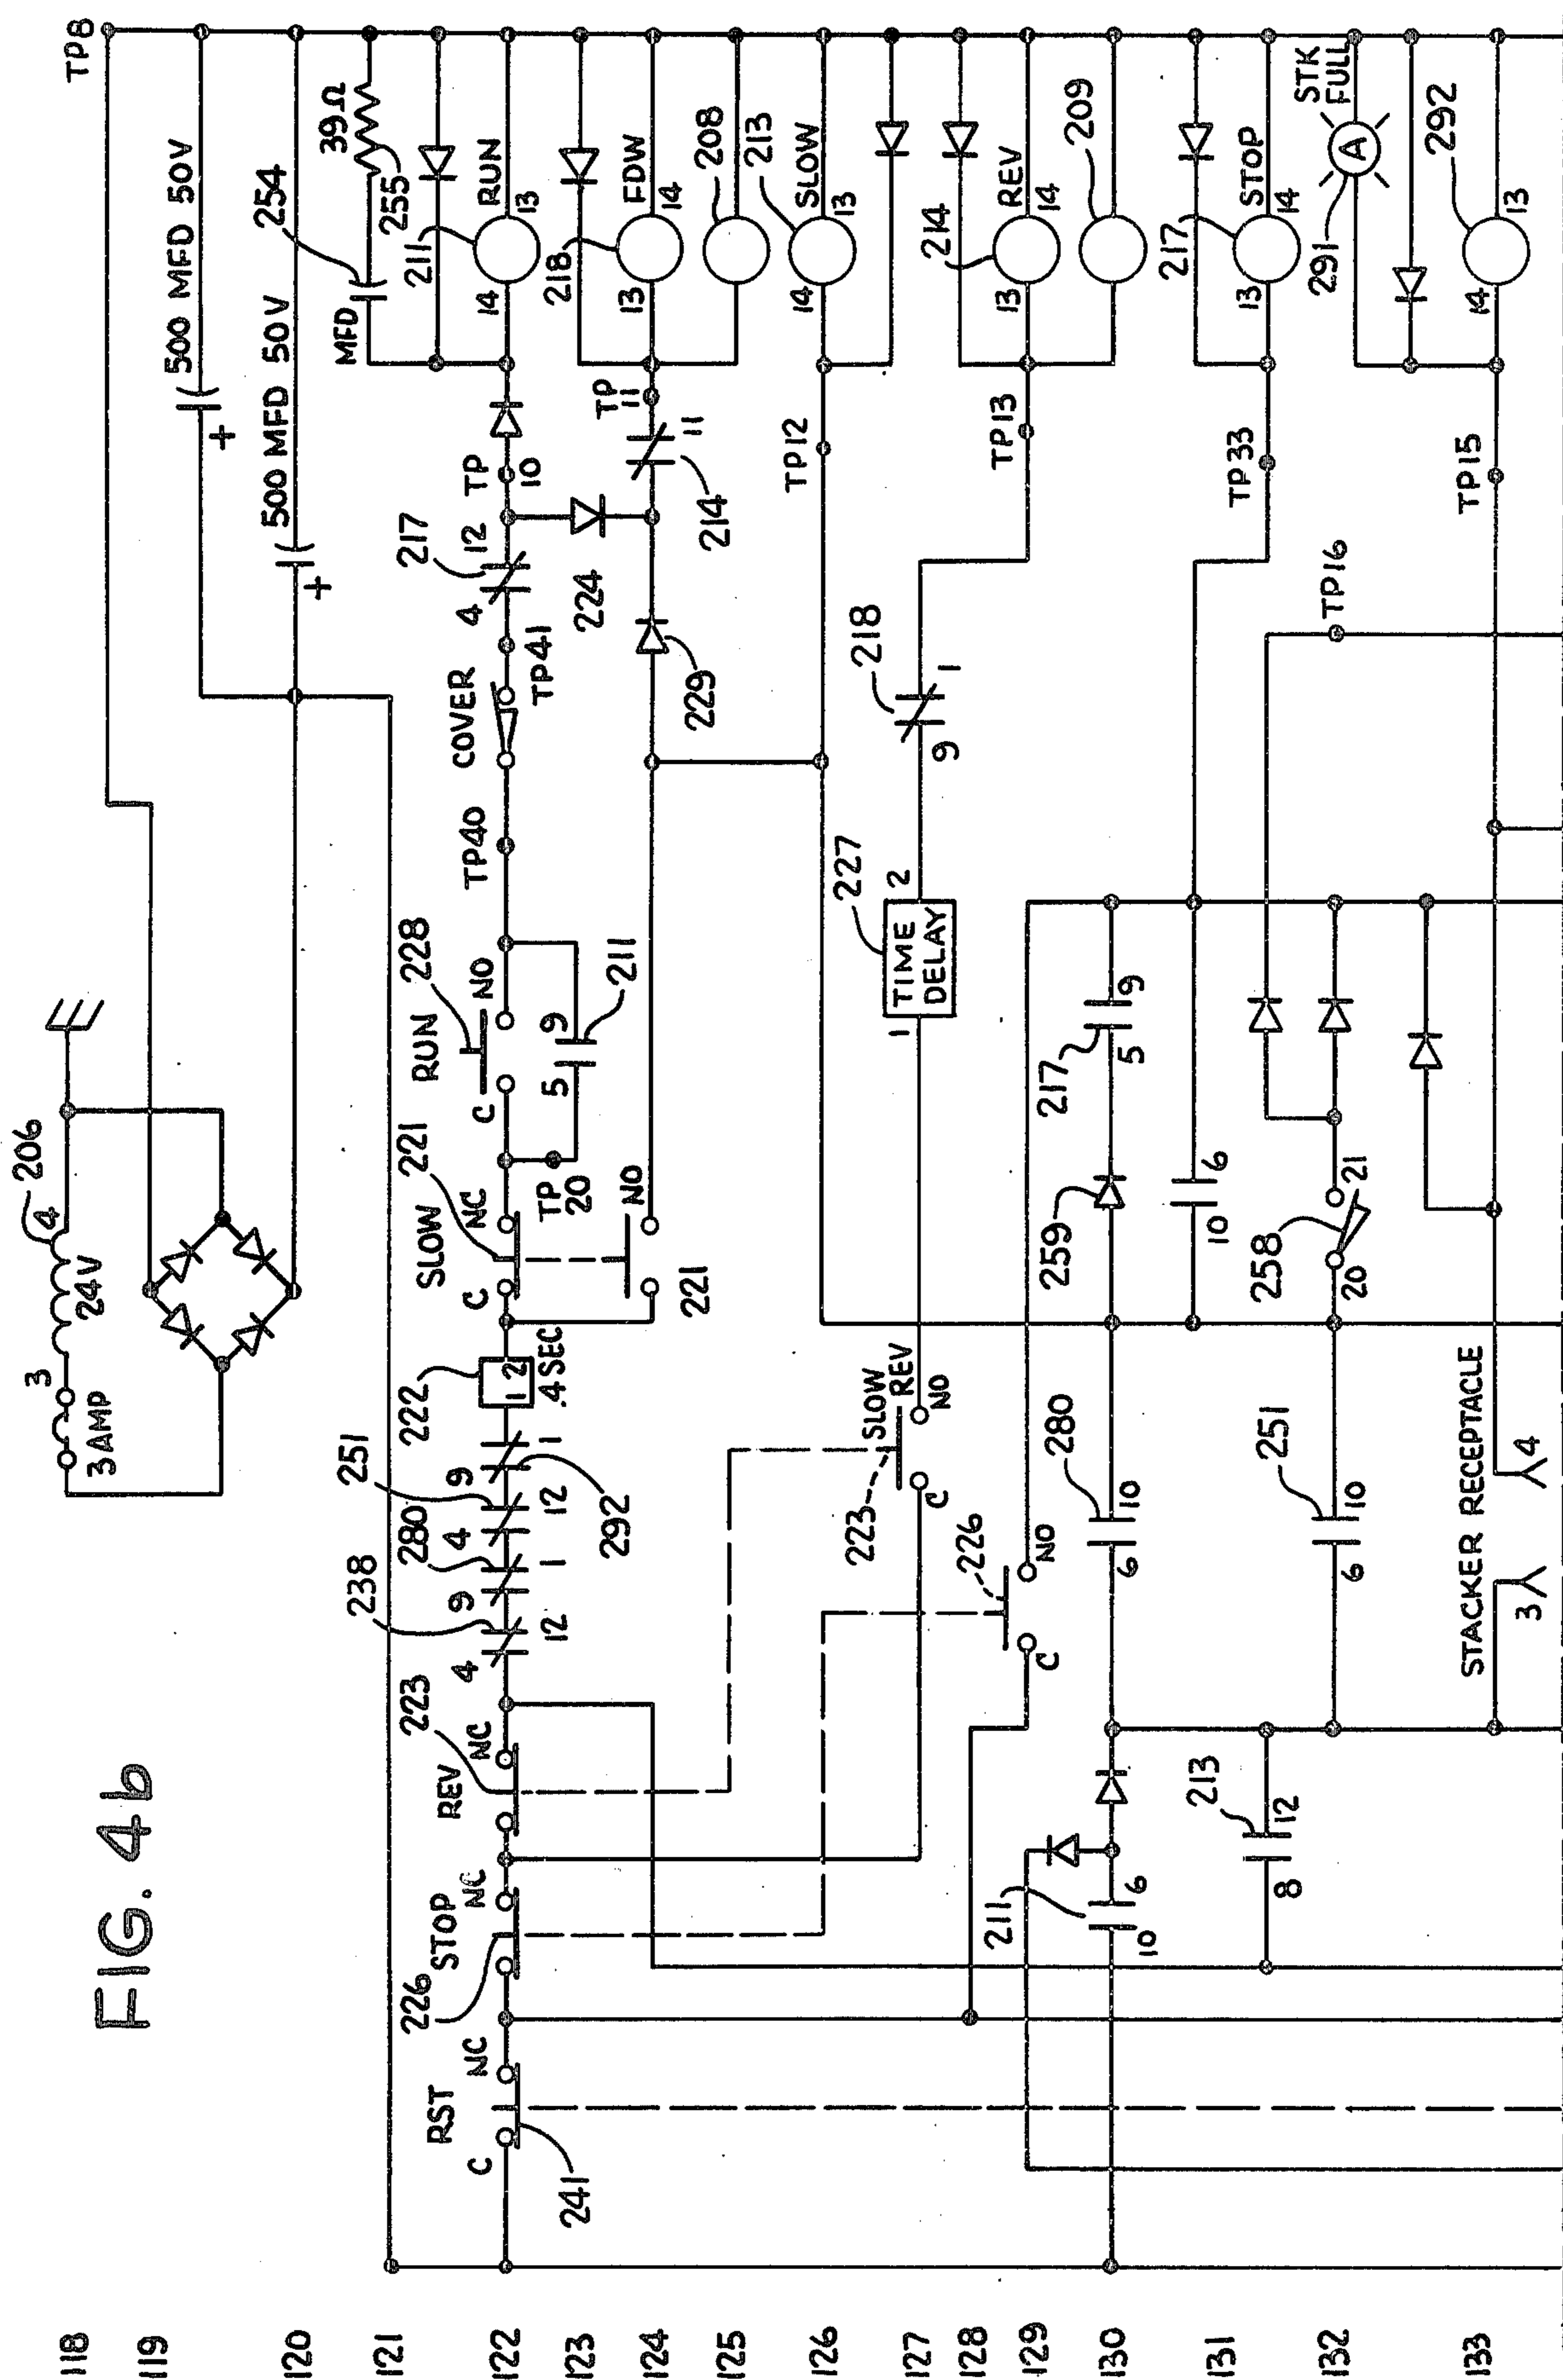 FIG. 4b
118
206
3 AMP
3
24V
4
TP8
119
500 MFD 50V
+
120
500 MFD 50V
+
121
254
MFD
39Ω
255
122
RST
C
NC
241
STOP
NC
226
REV
NC
223
238
4
12
280
9
1
251
4
12
292
9
1
222
1 2
.4 SEC
SLOW
C
NC
221
TP
20
RUN
C
NO
228
TP40
COVER
TP41
217
4
12
TP
10
211
RUN
14
13
123
5
9
211
224
218
FDW
13
14
124
NO
221
229
214
11
TP
11
125
208
126
TP12
213
SLOW
14
13
127
SLOW
REV
223
C
NO
TIME
DELAY
1
2
227
218
9
1
128
129
226
C
NO
TP13
214
REV
13
14
130
211
10
6
280
6
10
259
217
5
9
209
131
10
6
TP33
217
STOP
13
14
132
213
8
12
251
6
10
258
20
21
TP16
291
A
STK
FULL
133
STACKER RECEPTACLE
3
4
TP15
292
14
13